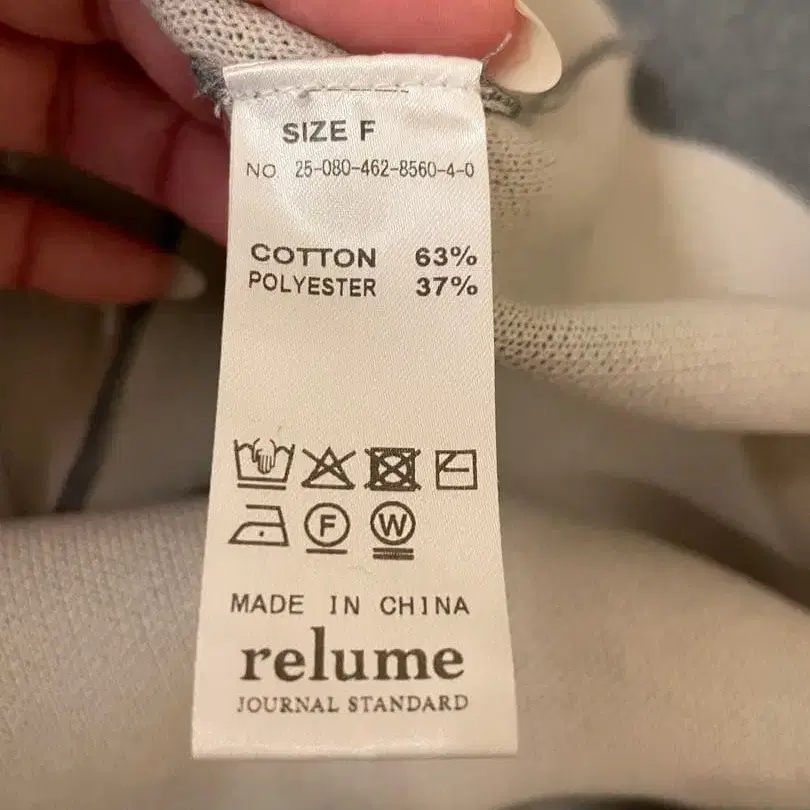 SIZE F
NO 25-080-462-8560-4-0
COTTON 63%
POLYESTER 37%
F W
MADE IN CHINA
relume
JOURNAL STANDARD